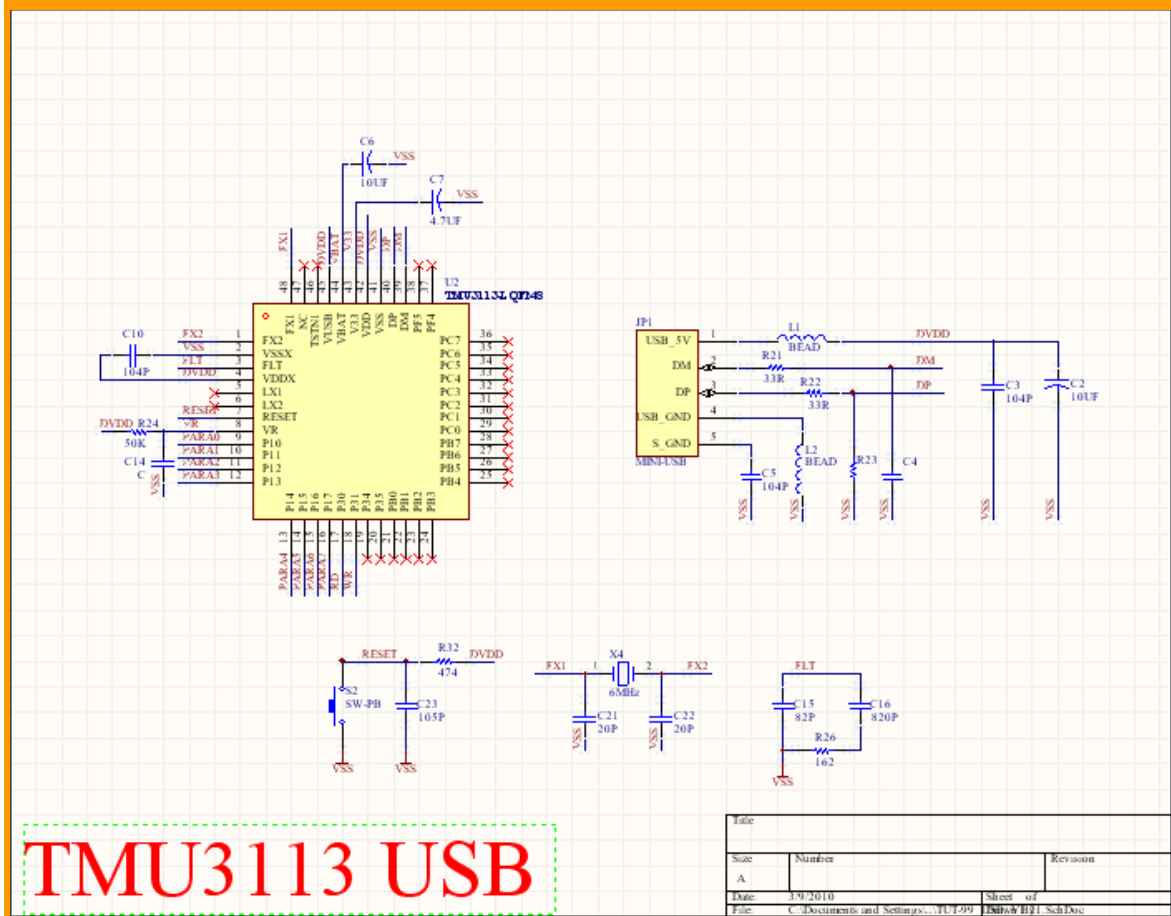 C6
VSS
10UF
C7
VSS
4.7UF
FX1
DVDD
VBAT
V33
DVDD
VSS
DP
DM
48
47
46
45
44
43
42
41
40
39
38
37
U2
FX1
NC
TSTN1
VUSB
VBAT
V33
VDD
VSS
DP
DM
PF5
PF4
C10
104P
FX2 1 FX2
VSS 2 VSSX
FLT 3 FLT
DVDD 4 VDDX
5 LX1
6 LX2
RESET 7 RESET
DVDD R24 VR 8 VR
50K
PARA0 9 P10
PARA1 10 P11
PARA2 11 P12
PARA3 12 P13
C14
C
VSS
PC7 36
PC6 35
PC5 34
PC4 33
PC3 32
PC2 31
PC1 30
PC0 29
PB7 28
PB6 27
PB5 26
PB4 25
P14
P15
P16
P17
P30
P31
P34
P35
PB0
PB1
PB2
PB3
13
14
15
16
17
18
19
20
21
22
23
24
PARA4
PARA5
PARA6
PARA7
RD
WR
JP1
USB_5V 1
DM 2
DP 3
USB_GND 4
S_GND 5
MINI-USB
L1
BEAD
DVDD
R21
33R
DM
R22
33R
DP
C3
104P
C2
10UF
L2
BEAD
R23
C4
C5
104P
VSS
VSS
VSS
VSS
VSS
VSS
RESET
R32
474
DVDD
S2
SW-PB
C23
105P
VSS
VSS
X4
FX1 1 2 FX2
6MHz
C21
20P
C22
20P
VSS
VSS
FLT
C15
82P
C16
820P
R26
162
VSS
TMU3113 USB
Title
Size Number Revision
A
Date: 3/9/2010 Sheet of
File: C:\Documents and Settings\...\TUT-99